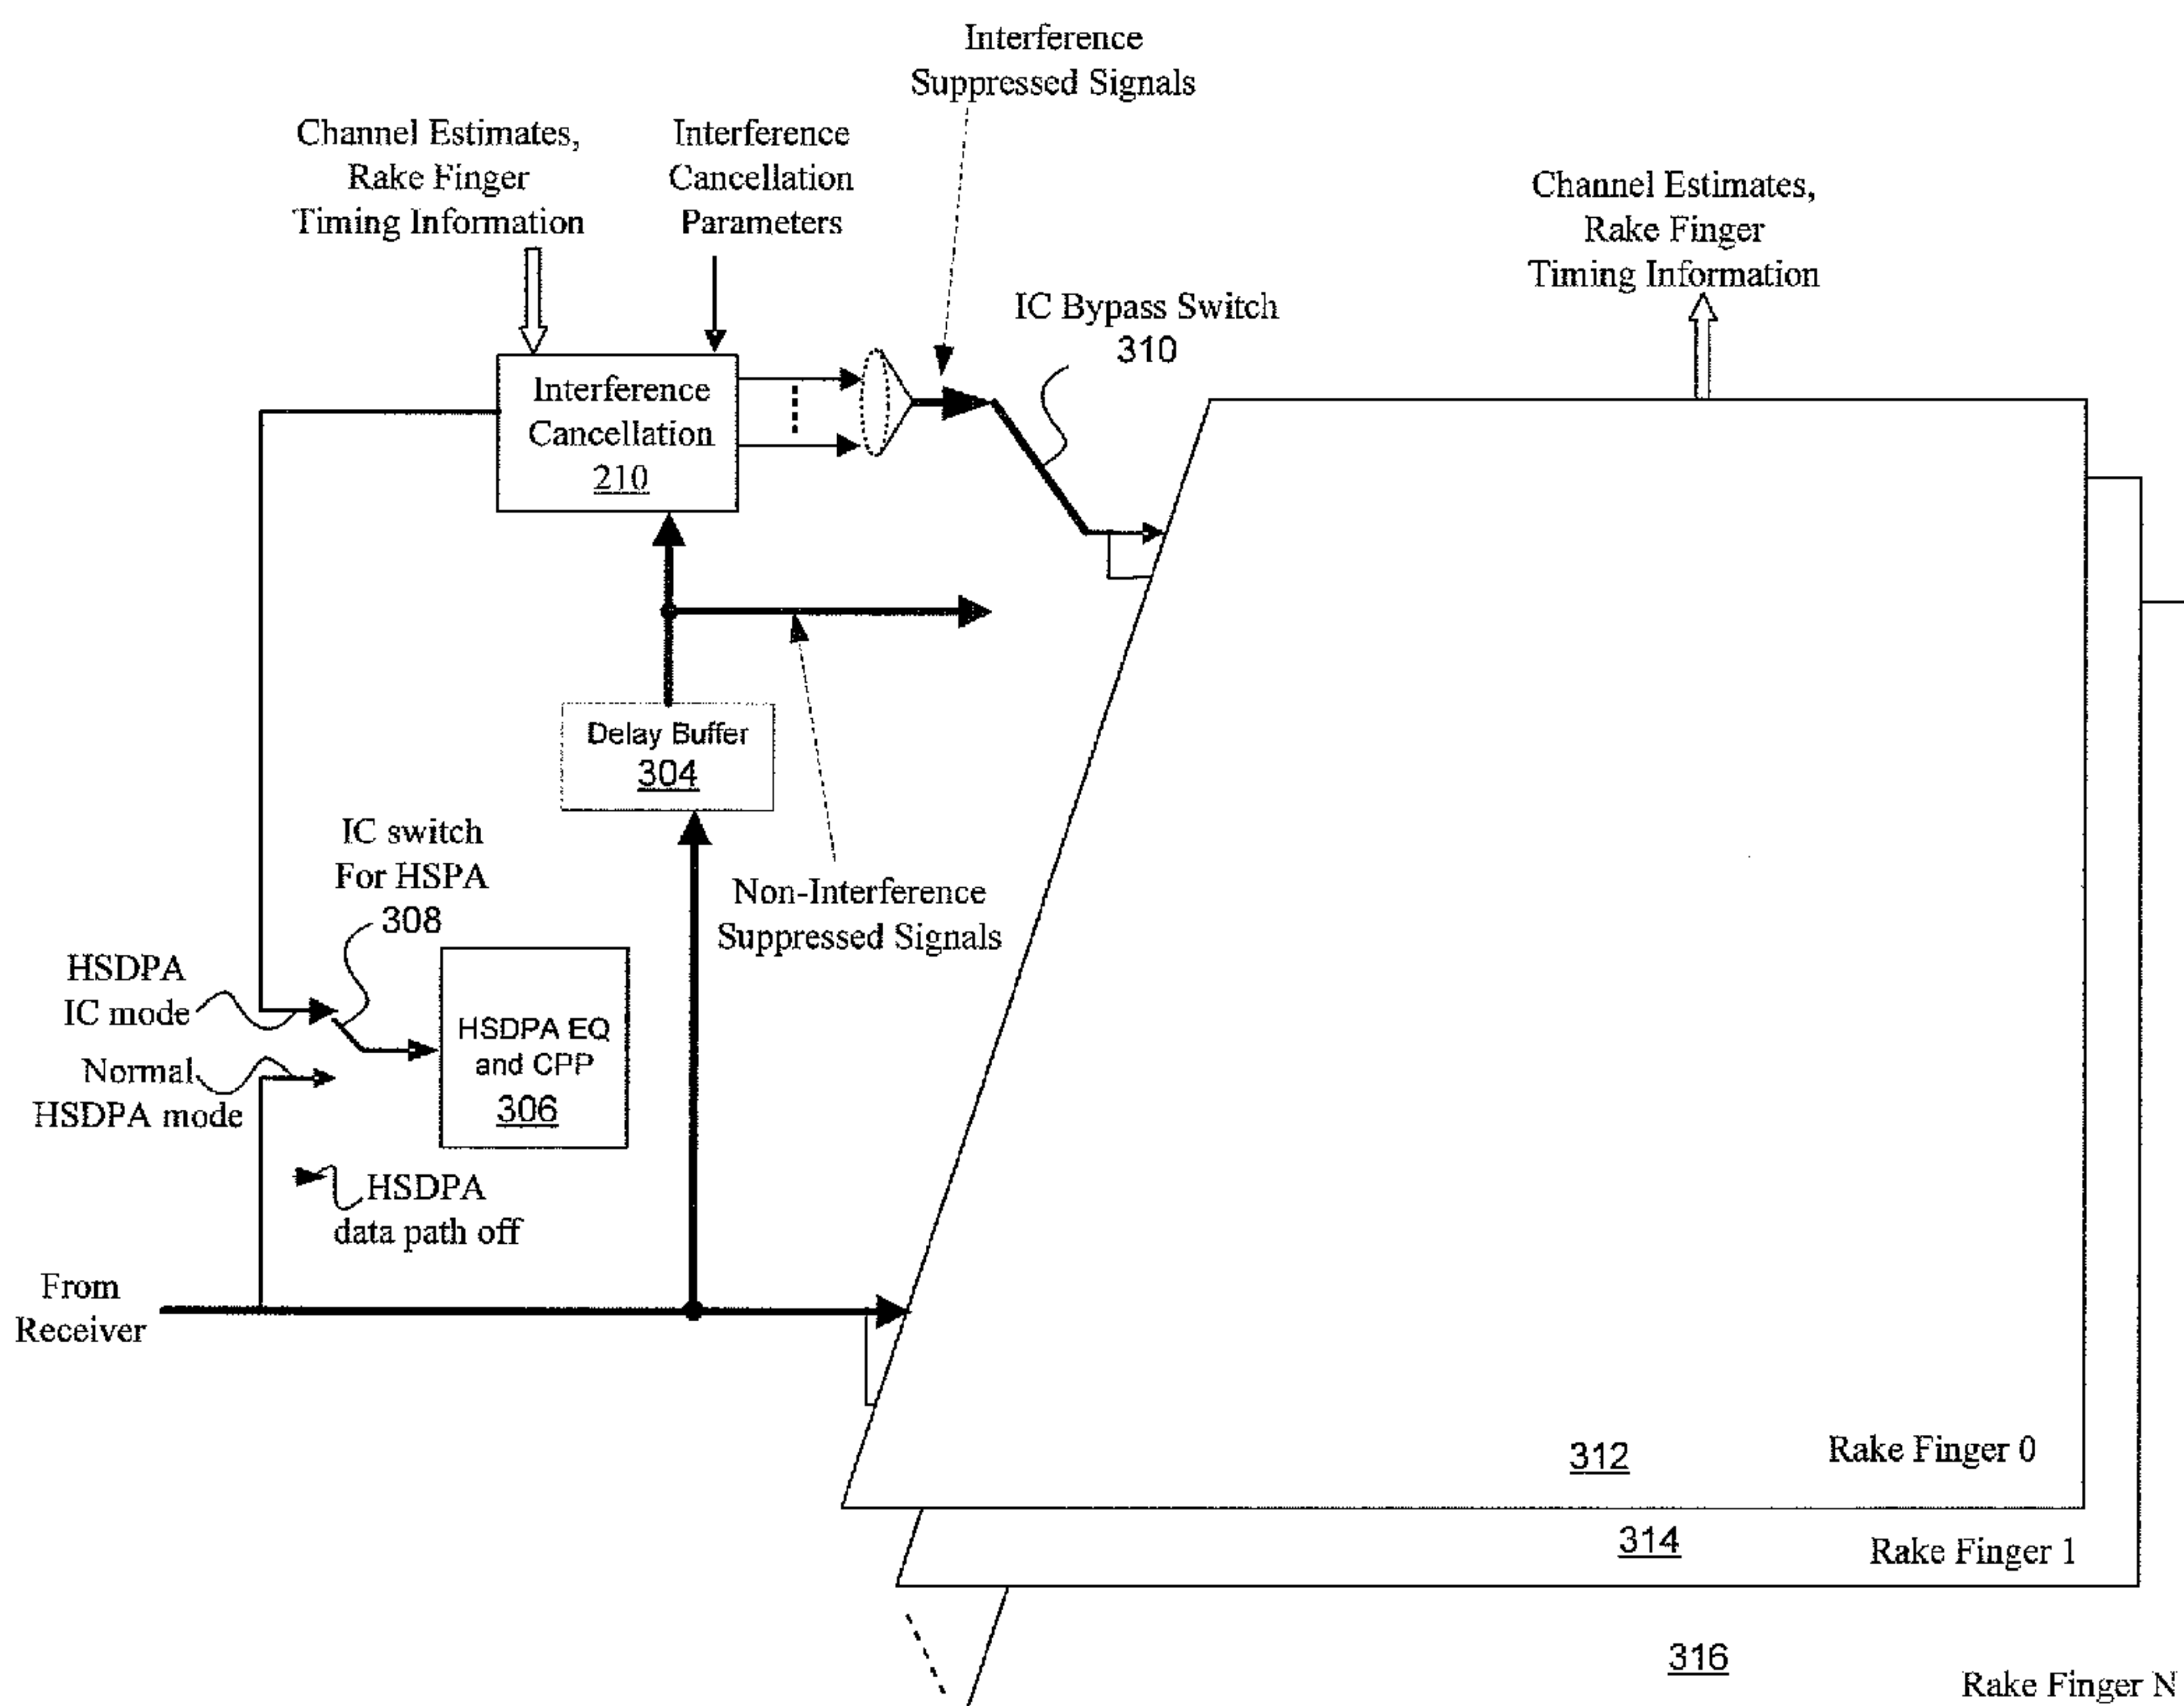 Interference
Suppressed Signals
Channel Estimates,
Rake Finger
Timing Information
Interference
Cancellation
Parameters
Channel Estimates,
Rake Finger
Timing Information
IC Bypass Switch
310
Interference
Cancellation
210
Delay Buffer
304
IC switch
For HSPA
308
Non-Interference
Suppressed Signals
HSDPA
IC mode
HSDPA EQ
and CPP
306
Normal
HSDPA mode
HSDPA
data path off
From
Receiver
312
Rake Finger 0
314
Rake Finger 1
316
Rake Finger N